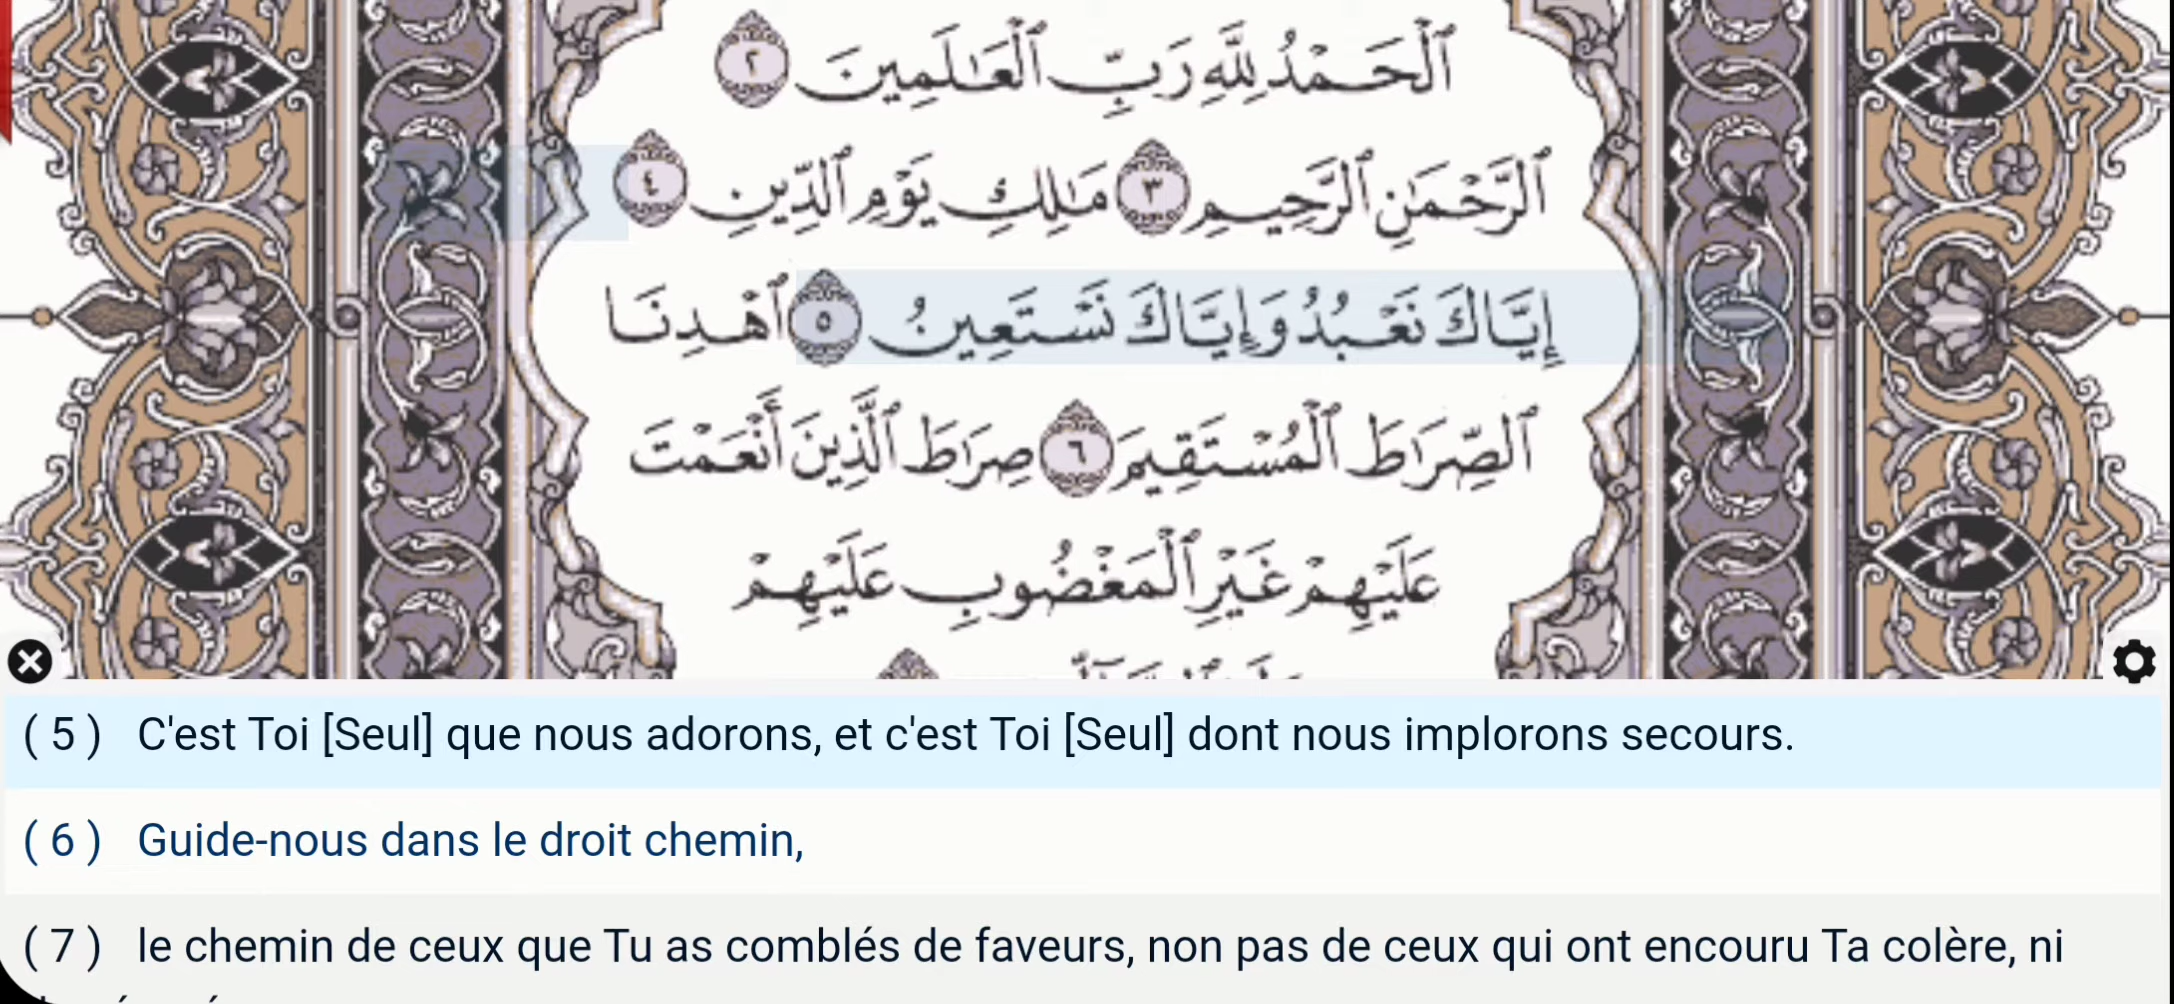 ٱلْحَمْدُ لِلَّهِ رَبِّ ٱلْعَـٰلَمِينَ ٢
ٱلرَّحْمَـٰنِ ٱلرَّحِيمِ ٣ مَـٰلِكِ يَوْمِ ٱلدِّينِ ٤
إِيَّاكَ نَعْبُدُ وَإِيَّاكَ نَسْتَعِينُ ٥ ٱهْدِنَا
ٱلصِّرَٰطَ ٱلْمُسْتَقِيمَ ٦ صِرَٰطَ ٱلَّذِينَ أَنْعَمْتَ
عَلَيْهِمْ غَيْرِ ٱلْمَغْضُوبِ عَلَيْهِمْ
( 5 ) C'est Toi [Seul] que nous adorons, et c'est Toi [Seul] dont nous implorons secours.
( 6 ) Guide-nous dans le droit chemin,
( 7 ) le chemin de ceux que Tu as comblés de faveurs, non pas de ceux qui ont encouru Ta colère, ni